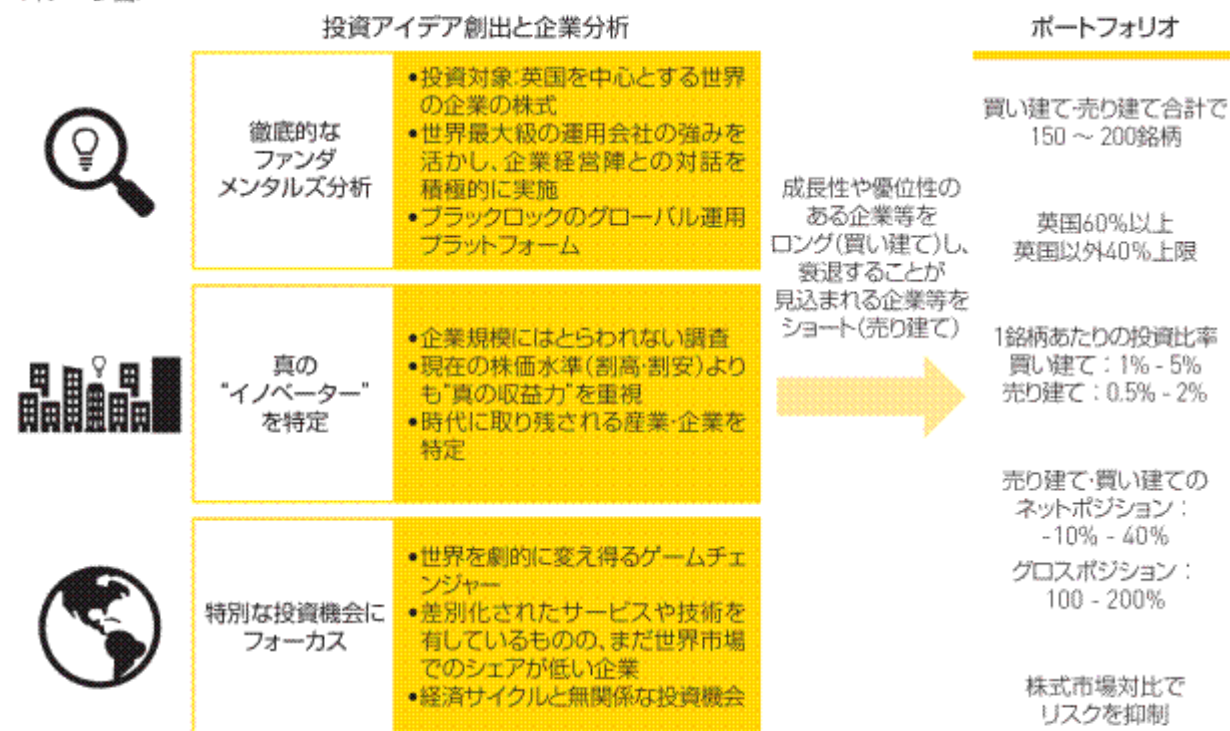 投資アイデア創出と企業分析
徹底的な
ファンダ
メンタルズ分析
•投資対象:英国を中心とする世界
の企業の株式
•世界最大級の運用会社の強みを
活かし、企業経営陣との対話を
積極的に実施
•ブラックロックのグローバル運用
プラットフォーム
真の
“イノベーター”
を特定
•企業規模にはとらわれない調査
•現在の株価水準(割高·割安)より
も“真の収益力”を重視
•時代に取り残される産業·企業を
特定
特別な投資機会に
フォーカス
•世界を劇的に変え得るゲームチェ
ンジャー
•差別化されたサービスや技術を
有しているものの、まだ世界市場
でのシェアが低い企業
•経済サイクルと無関係な投資機会
成長性や優位性の
ある企業等を
ロング(買い建て)し、
衰退することが
見込まれる企業等を
ショート(売り建て)
ポートフォリオ
買い建て·売り建て合計で
150 ～ 200銘柄
英国60%以上
英国以外40%上限
1銘柄あたりの投資比率
買い建て：1% - 5%
売り建て：0.5% - 2%
売り建て·買い建ての
ネットポジション：
-10% - 40%
グロスポジション：
100 - 200%
株式市場対比で
リスクを抑制